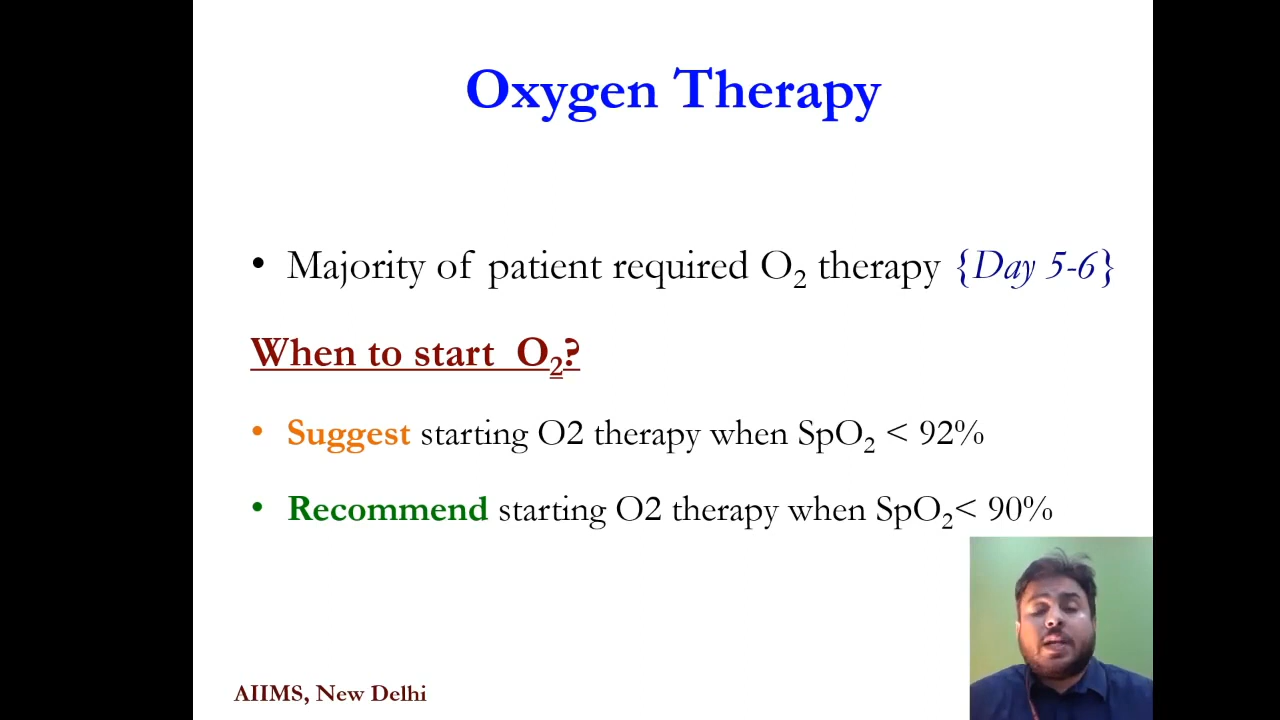 Oxygen Therapy
• Majority of patient required O₂ therapy {Day 5-6}
When to start O₂?
• Suggest starting O2 therapy when SpO₂ < 92%
• Recommend starting O2 therapy when SpO₂< 90%
AIIMS, New Delhi